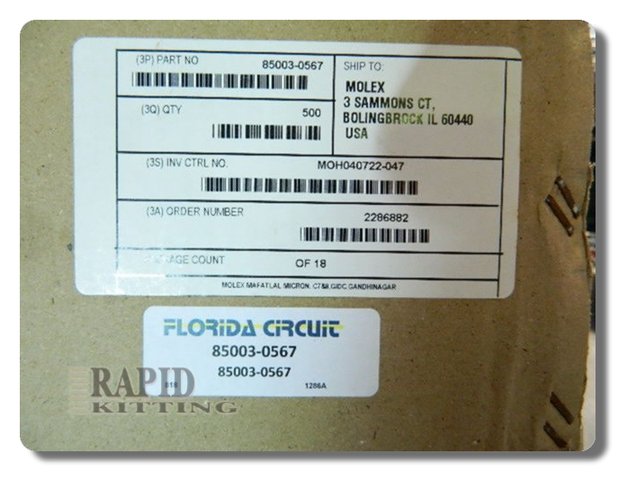 (3P) PART NO 85003-0567
SHIP TO:
MOLEX
3 SAMMONS CT,
BOLINGBROCK IL 60440
USA
(3Q) QTY 500
(3S) INV CTRL NO. MOH040722-047
(3A) ORDER NUMBER 2286882
COUNT OF 18
MOLEX MAFATLAL MICRON, GIDC, GANDHINAGAR
FLORIDA CIRCUIT
85003-0567
85003-0567
818 1286A
RAPID
KITTING